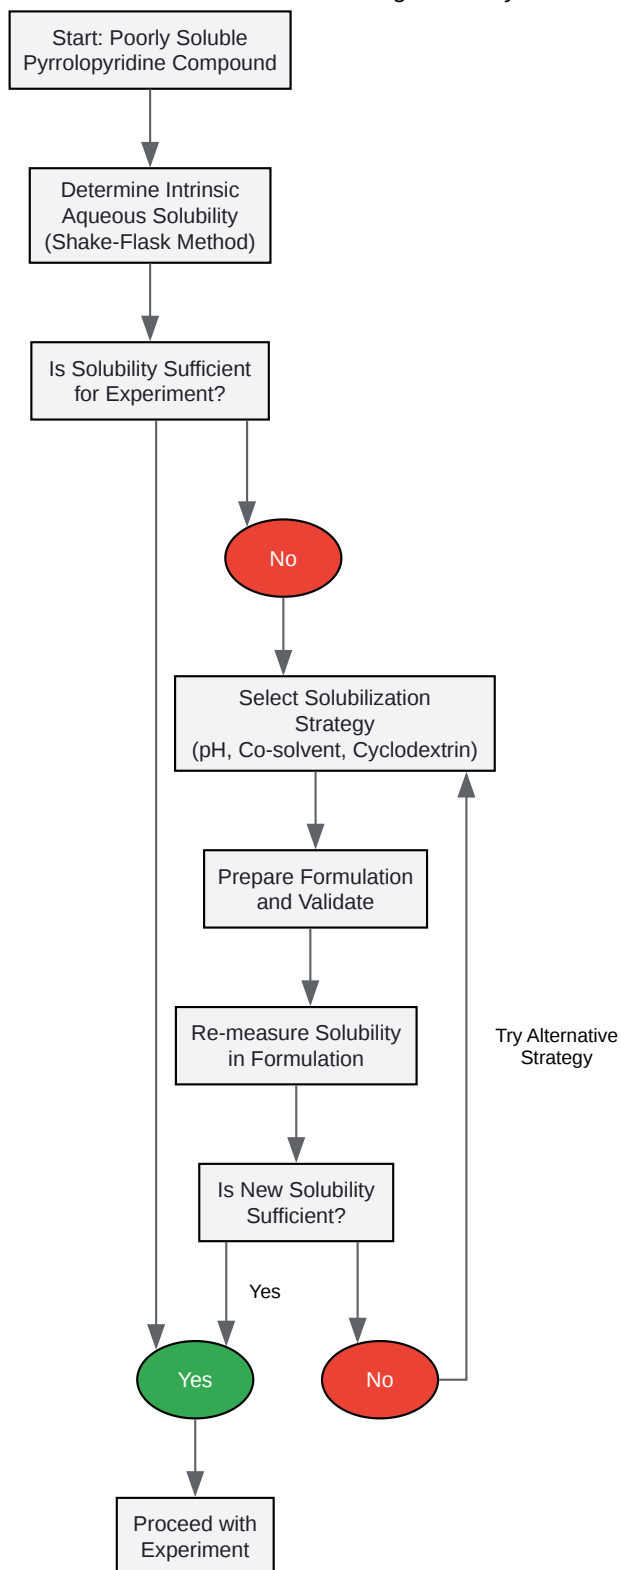 Start: Poorly Soluble
Pyrrolopyridine Compound
Determine Intrinsic
Aqueous Solubility
(Shake-Flask Method)
Is Solubility Sufficient
for Experiment?
No
Select Solubilization
Strategy
(pH, Co-solvent, Cyclodextrin)
Prepare Formulation
and Validate
Re-measure Solubility
in Formulation
Try Alternative
Strategy
Is New Solubility
Sufficient?
Yes
Yes
No
Proceed with
Experiment